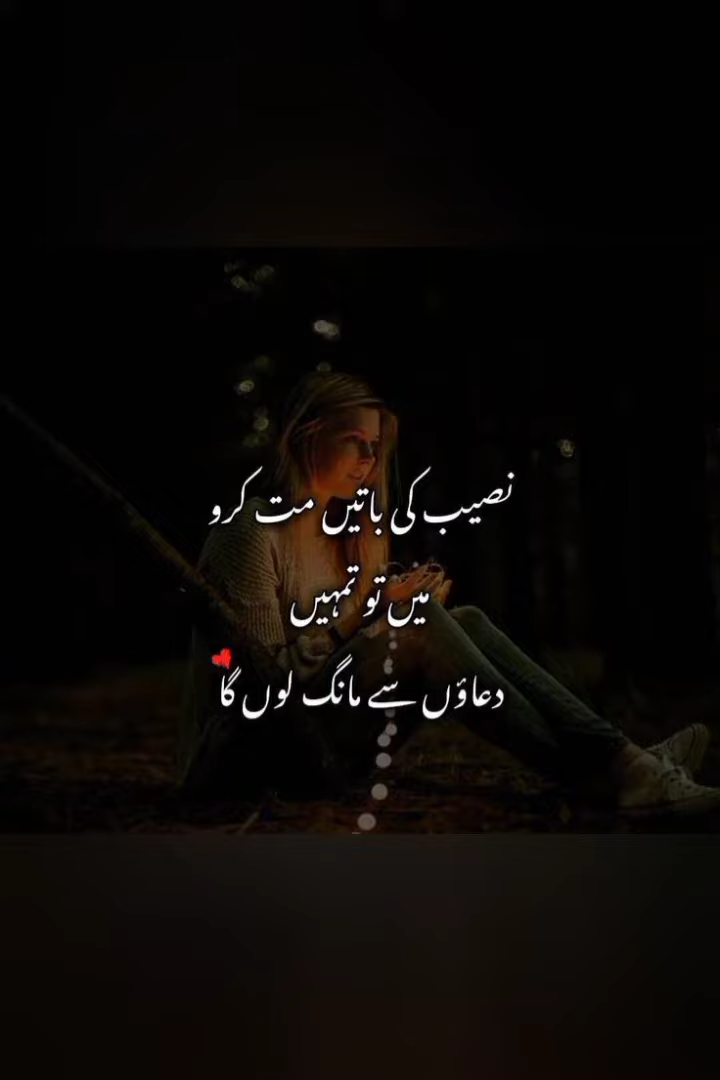 نصیب کی باتیں مت کرو
میں تو تمہیں
دعاؤں سے مانگ لوں گا